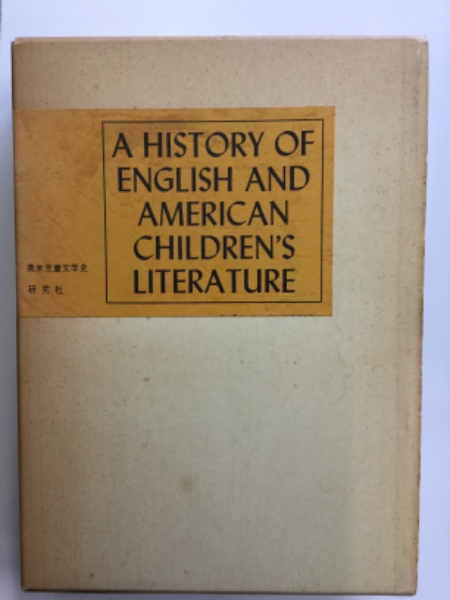 A HISTORY OF
ENGLISH AND
AMERICAN
CHILDREN'S
LITERATURE
英米児童文学史
研究社